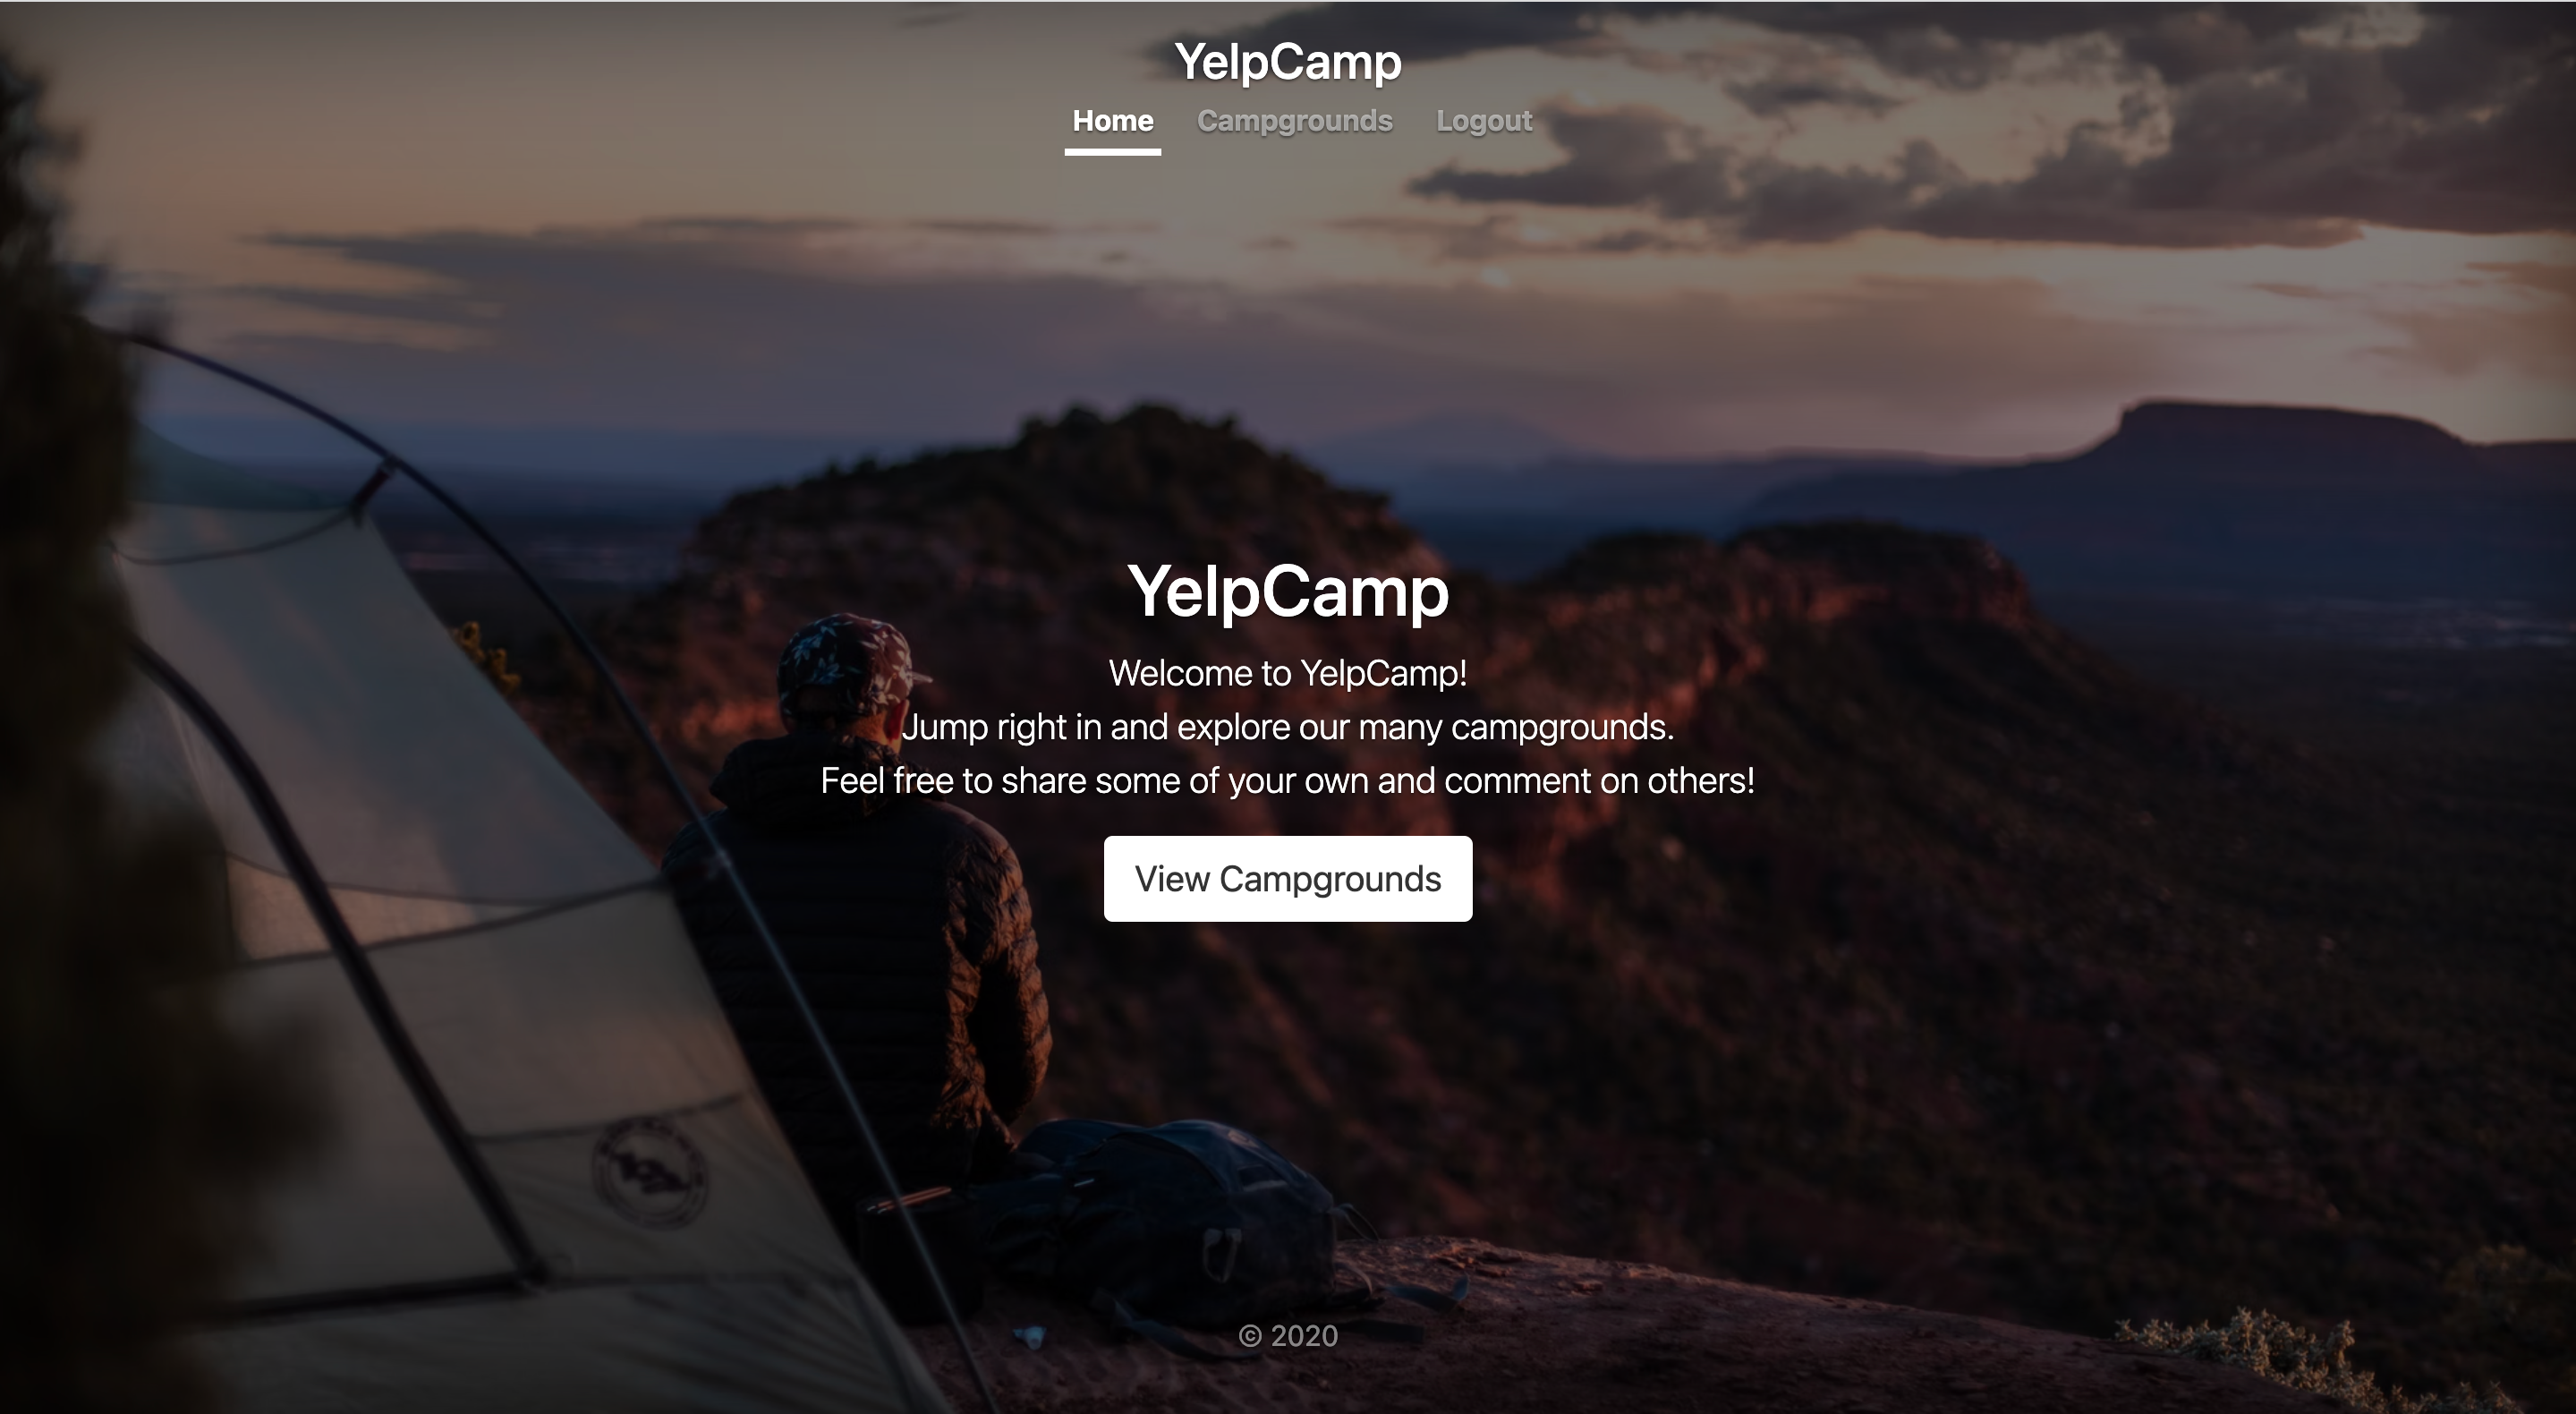 YelpCamp
Home Campgrounds Logout
YelpCamp
Welcome to YelpCamp!
Jump right in and explore our many campgrounds.
Feel free to share some of your own and comment on others!
View Campgrounds
© 2020